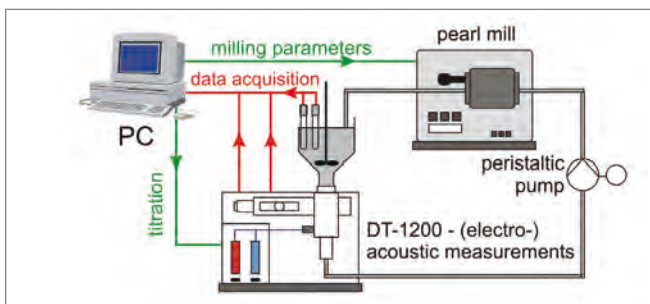 milling parameters
pearl mill
data acquisition
PC
titration
peristaltic
pump
DT-1200 - (electro-)
acoustic measurements